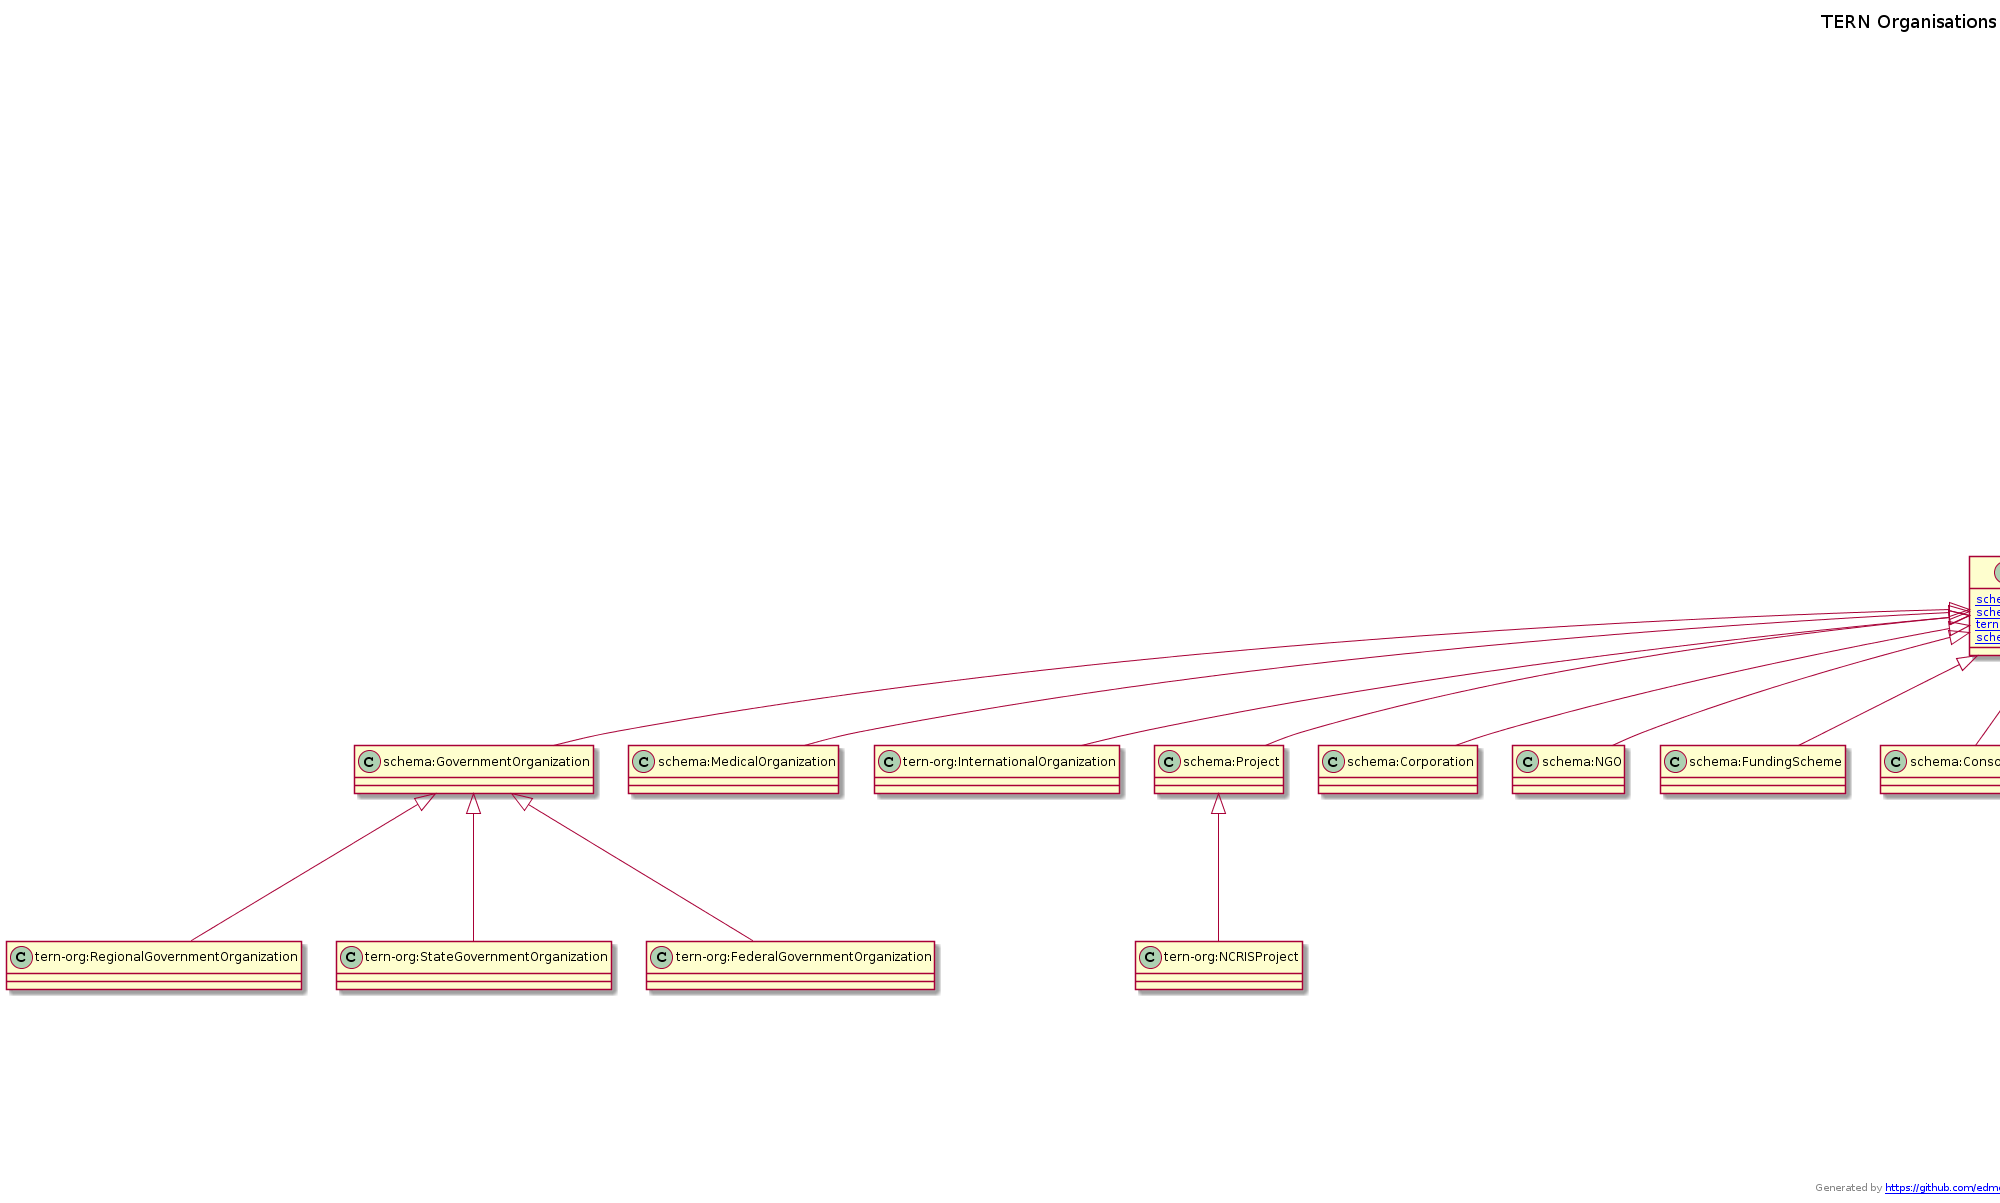 TERN Organisations
C
sche
sche
tern
sche
C schema:GovernmentOrganization
C schema:MedicalOrganization
C tern-org:InternationalOrganization
C schema:Project
C schema:Corporation
C schema:NGO
C schema:FundingScheme
C schema:Conso
C tern-org:RegionalGovernmentOrganization
C tern-org:StateGovernmentOrganization
C tern-org:FederalGovernmentOrganization
C tern-org:NCRISProject
Generated by https://github.com/edm